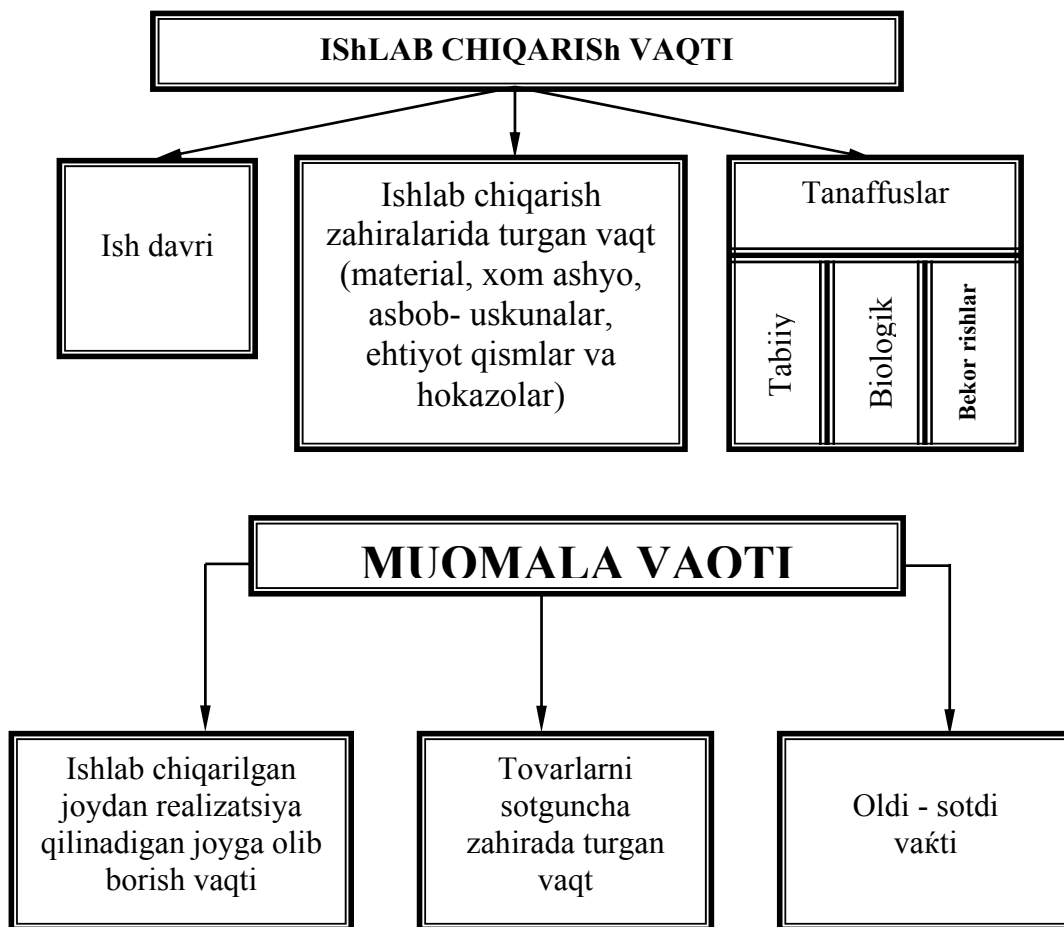 IShLAB CHIQARISh VAQTI
Ish davri
Ishlab chiqarish
zahiralarida turgan vaqt
(material, xom ashyo,
asbob- uskunalar,
ehtiyot qismlar va
hokazolar)
Tanaffuslar
Tabiiy
Biologik
Bekor rishlar
MUOMALA VAQTI
Ishlab chiqarilgan
joydan realizatsiya
qilinadigan joyga olib
borish vaqti
Tovarlarni
sotguncha
zahirada turgan
vaqt
Oldi - sotdi
vaḱti